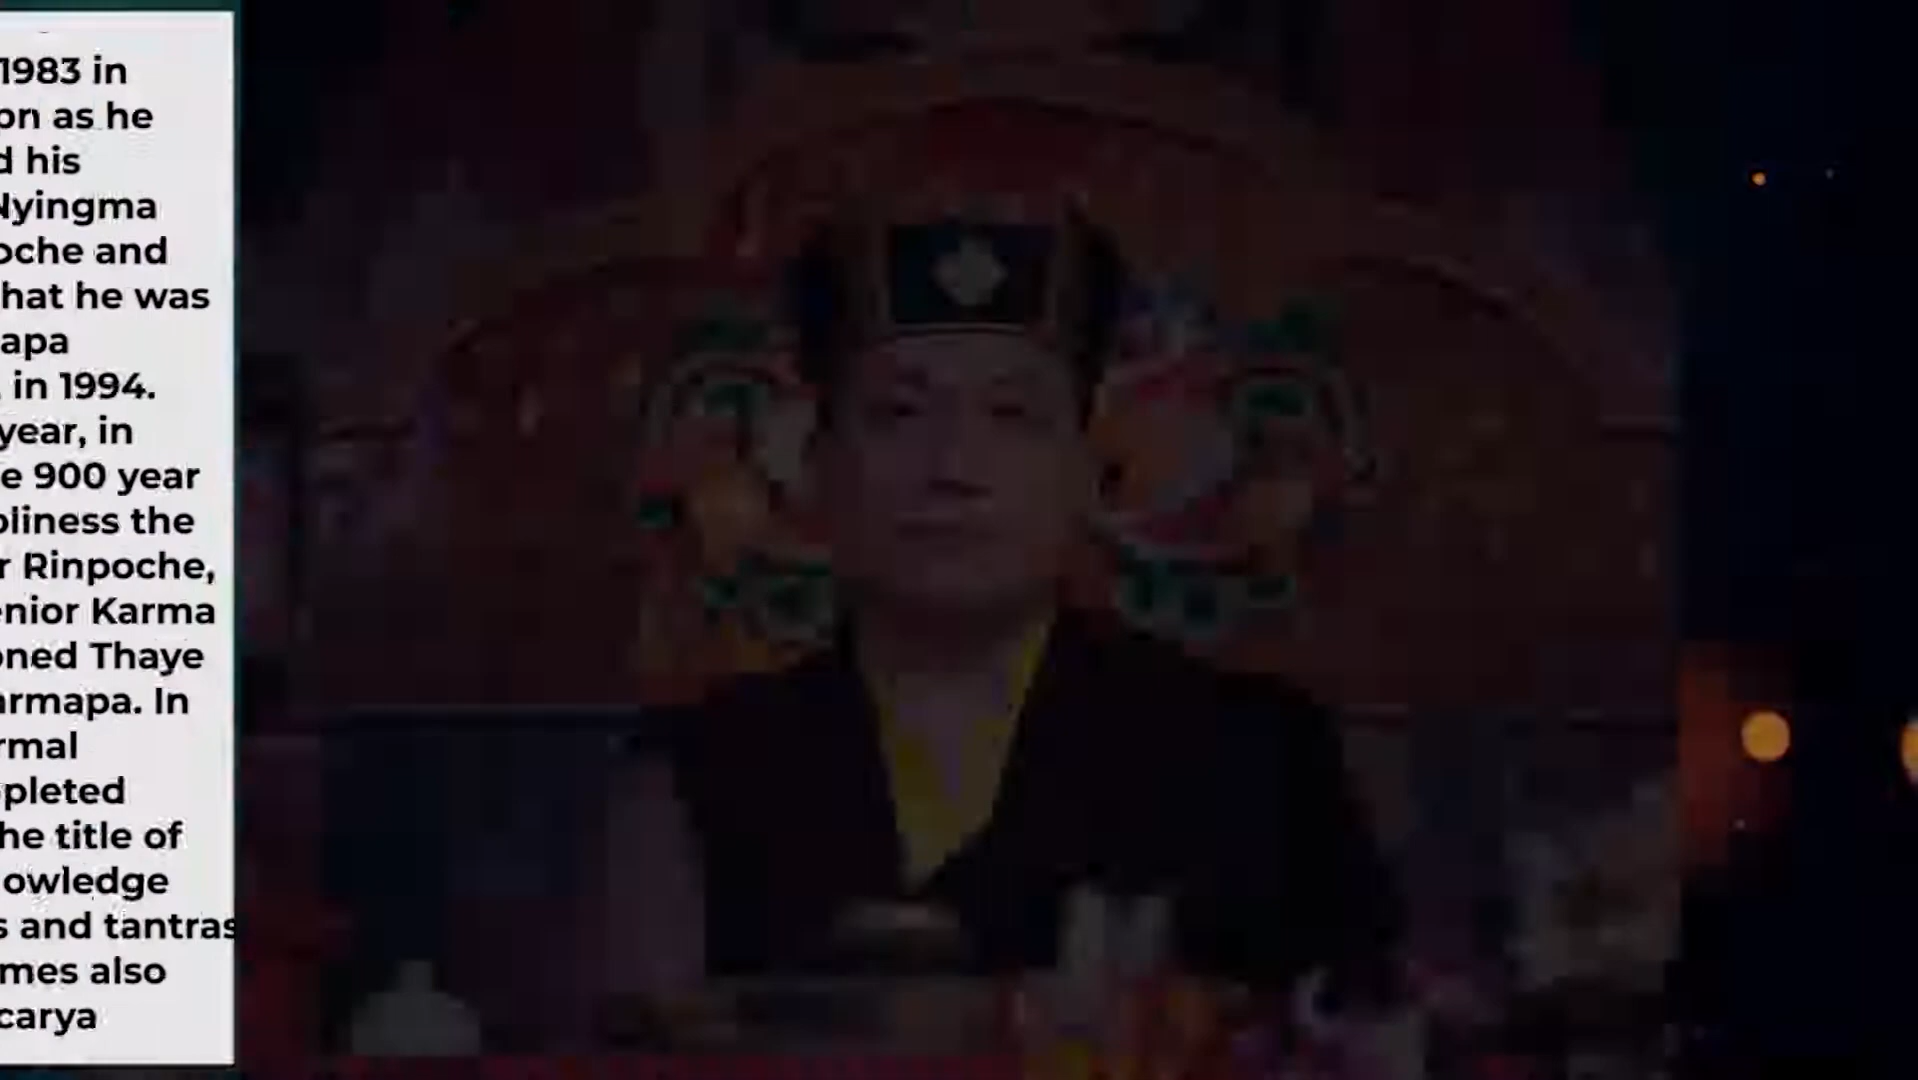 1983 in
on as he
d his
Nyingma
oche and
hat he was
apa
in 1994.
year, in
e 900 year
oliness the
r Rinpoche,
enior Karma
oned Thaye
armapa. In
rmal
pleted
he title of
owledge
s and tantras
mes also
carya